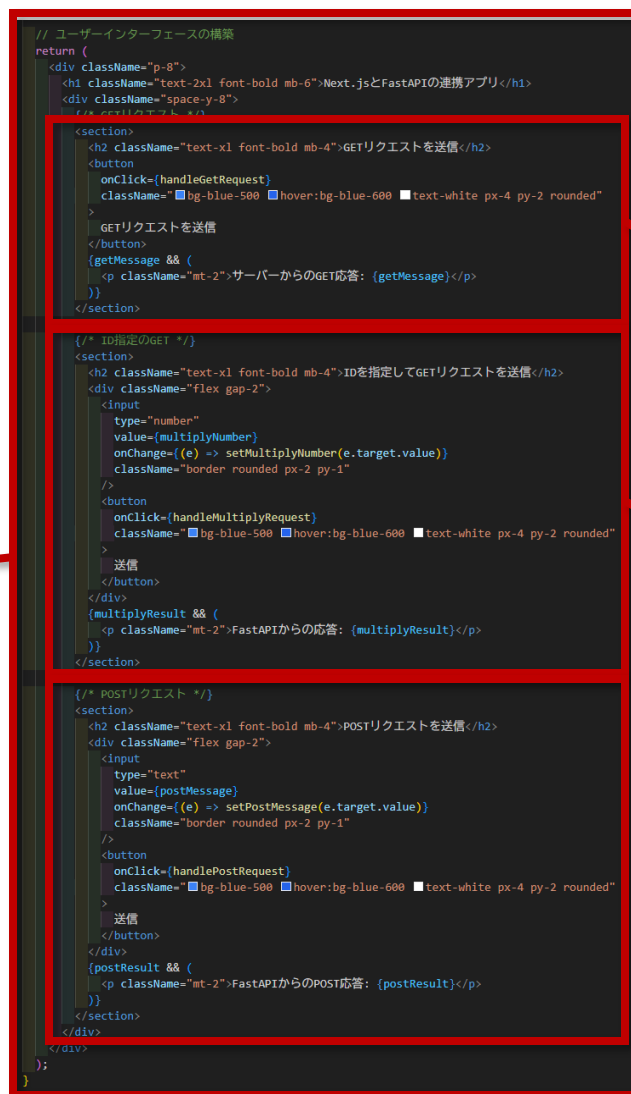 // ユーザーインターフェースの構築
return (
<div className="p-8">
<h1 className="text-2xl font-bold mb-6">Next.jsとFastAPIの連携アプリ</h1>
<div className="space-y-8">
{/* GETリクエスト */}
<section>
<h2 className="text-xl font-bold mb-4">GETリクエストを送信</h2>
<button
onClick={handleGetRequest}
className="bg-blue-500 hover:bg-blue-600 text-white px-4 py-2 rounded"
>
GETリクエストを送信
</button>
{getMessage && (
<p className="mt-2">サーバーからのGET応答: {getMessage}</p>
)}
</section>
{/* ID指定のGET */}
<section>
<h2 className="text-xl font-bold mb-4">IDを指定してGETリクエストを送信</h2>
<div className="flex gap-2">
<input
type="number"
value={multiplyNumber}
onChange={(e) => setMultiplyNumber(e.target.value)}
className="border rounded px-2 py-1"
/>
<button
onClick={handleMultiplyRequest}
className="bg-blue-500 hover:bg-blue-600 text-white px-4 py-2 rounded"
>
送信
</button>
</div>
{multiplyResult && (
<p className="mt-2">FastAPIからの応答: {multiplyResult}</p>
)}
</section>
{/* POSTリクエスト */}
<section>
<h2 className="text-xl font-bold mb-4">POSTリクエストを送信</h2>
<div className="flex gap-2">
<input
type="text"
value={postMessage}
onChange={(e) => setPostMessage(e.target.value)}
className="border rounded px-2 py-1"
/>
<button
onClick={handlePostRequest}
className="bg-blue-500 hover:bg-blue-600 text-white px-4 py-2 rounded"
>
送信
</button>
</div>
{postResult && (
<p className="mt-2">FastAPIからのPOST応答: {postResult}</p>
)}
</section>
</div>
</div>
);
}